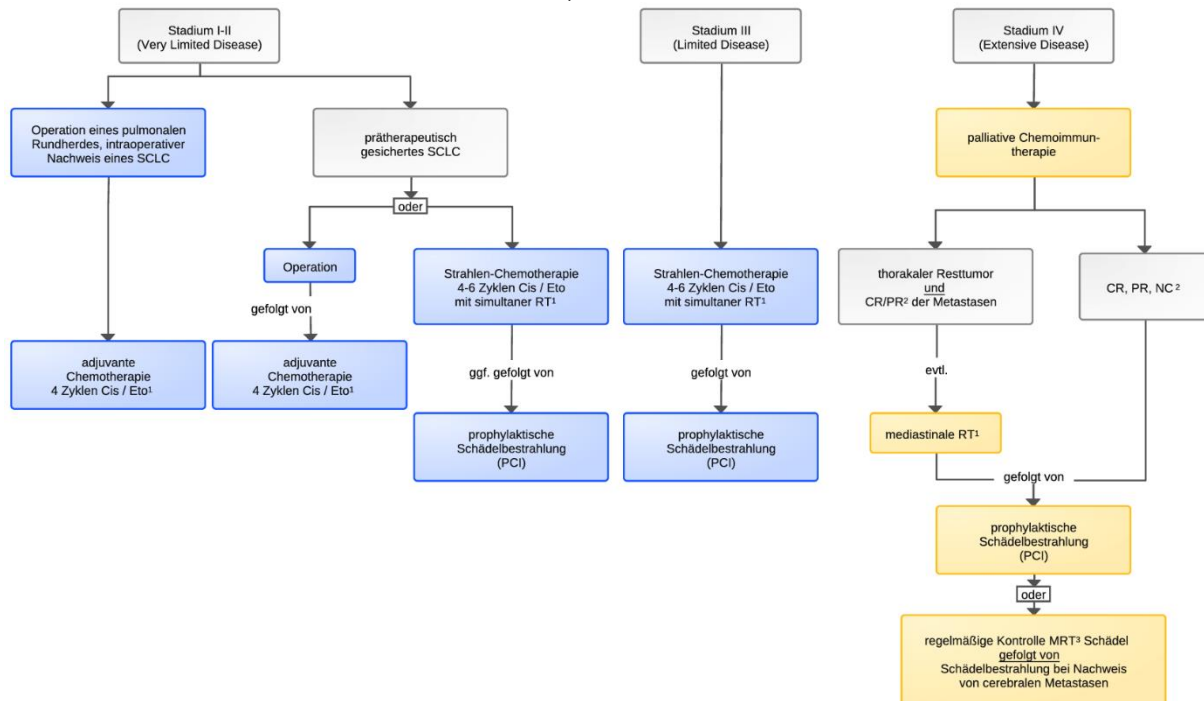 Stadium I-II
(Very Limited Disease)
Stadium III
(Limited Disease)
Stadium IV
(Extensive Disease)
Operation eines pulmonalen
Rundherdes, intraoperativer
Nachweis eines SCLC
prätherapeutisch
gesichertes SCLC
palliative Chemoimmun-
therapie
oder
Operation
Strahlen-Chemotherapie
4-6 Zyklen Cis / Eto
mit simultaner RT¹
Strahlen-Chemotherapie
4-6 Zyklen Cis / Eto
mit simultaner RT¹
thorakaler Resttumor
und
CR/PR² der Metastasen
CR, PR, NC ²
gefolgt von
adjuvante
Chemotherapie
4 Zyklen Cis / Eto¹
adjuvante
Chemotherapie
4 Zyklen Cis / Eto¹
ggf. gefolgt von
gefolgt von
evtl.
prophylaktische
Schädelbestrahlung
(PCI)
prophylaktische
Schädelbestrahlung
(PCI)
mediastinale RT¹
gefolgt von
prophylaktische
Schädelbestrahlung
(PCI)
oder
regelmäßige Kontrolle MRT³ Schädel
gefolgt von
Schädelbestrahlung bei Nachweis
von cerebralen Metastasen